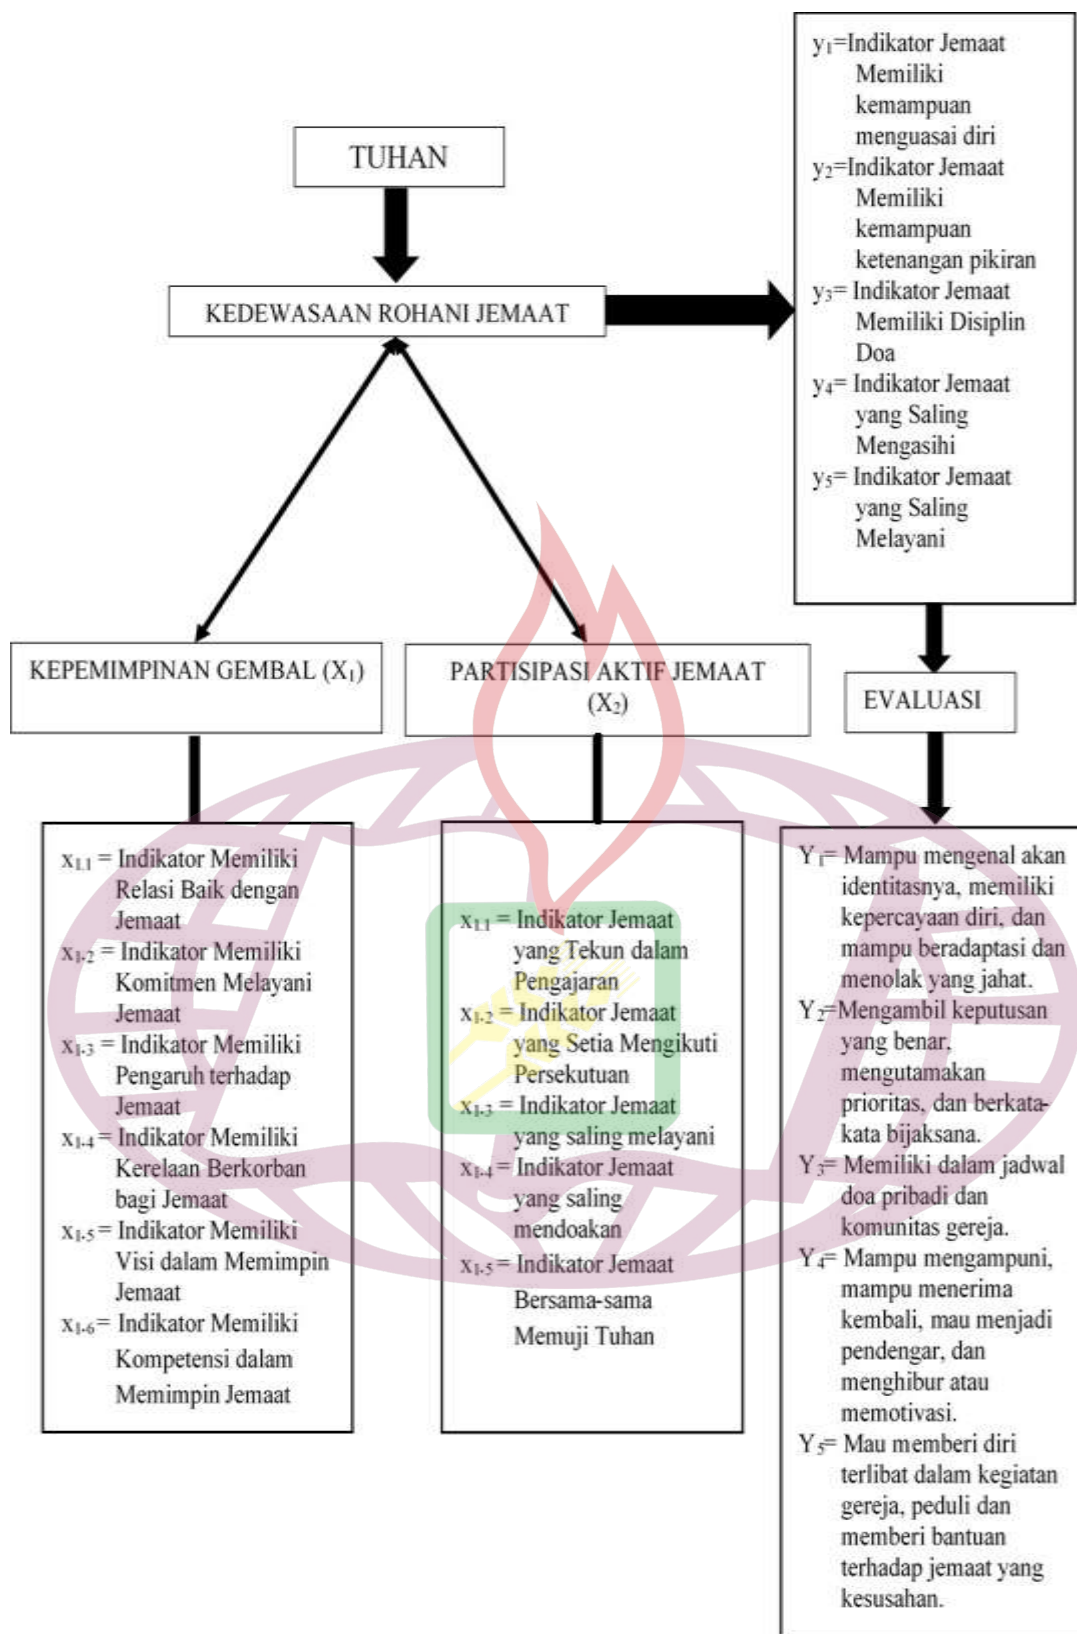 TUHAN
KEDEWASAAN ROHANI JEMAAT
y₁=Indikator Jemaat
Memiliki
kemampuan
menguasai diri
y₂=Indikator Jemaat
Memiliki
kemampuan
ketenangan pikiran
y₃= Indikator Jemaat
Memiliki Disiplin
Doa
y₄= Indikator Jemaat
yang Saling
Mengasihi
y₅= Indikator Jemaat
yang Saling
Melayani
KEPEMIMPINAN GEMBAL (X₁)
PARTISIPASI AKTIF JEMAAT
(X₂)
EVALUASI
x₁.₁ = Indikator Memiliki
Relasi Baik dengan
Jemaat
x₁-₂ = Indikator Memiliki
Komitmen Melayani
Jemaat
x₁-₃ = Indikator Memiliki
Pengaruh terhadap
Jemaat
x₁-₄ = Indikator Memiliki
Kerelaan Berkorban
bagi Jemaat
x₁-₅ = Indikator Memiliki
Visi dalam Memimpin
Jemaat
x₁-₆ = Indikator Memiliki
Kompetensi dalam
Memimpin Jemaat
x₁.₁ = Indikator Jemaat
yang Tekun dalam
Pengajaran
x₁-₂ = Indikator Jemaat
yang Setia Mengikuti
Persekutuan
x₁-₃ = Indikator Jemaat
yang saling melayani
x₁-₄ = Indikator Jemaat
yang saling
mendoakan
x₁-₅ = Indikator Jemaat
Bersama-sama
Memuji Tuhan
Y₁= Mampu mengenal akan
identitasnya, memiliki
kepercayaan diri, dan
mampu beradaptasi dan
menolak yang jahat.
Y₂=Mengambil keputusan
yang benar,
mengutamakan
prioritas, dan berkata-
kata bijaksana.
Y₃= Memiliki dalam jadwal
doa pribadi dan
komunitas gereja.
Y₄= Mampu mengampuni,
mampu menerima
kembali, mau menjadi
pendengar, dan
menghibur atau
memotivasi.
Y₅= Mau memberi diri
terlibat dalam kegiatan
gereja, peduli dan
memberi bantuan
terhadap jemaat yang
kesusahan.